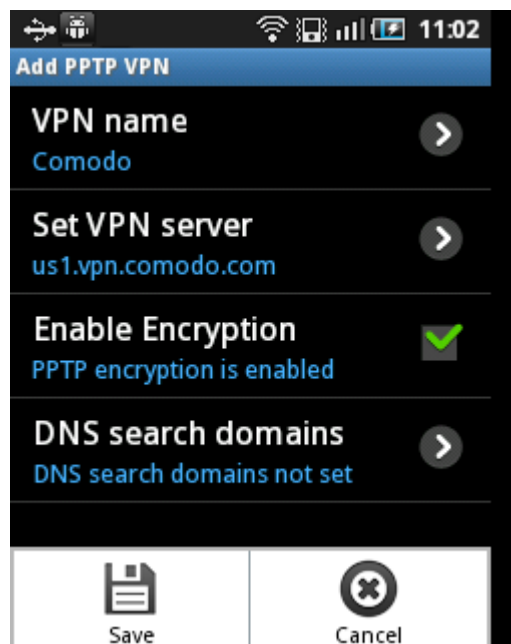 11:02
Add PPTP VPN
VPN name
Comodo
Set VPN server
us1.vpn.comodo.com
Enable Encryption
PPTP encryption is enabled
DNS search domains
DNS search domains not set
Save Cancel